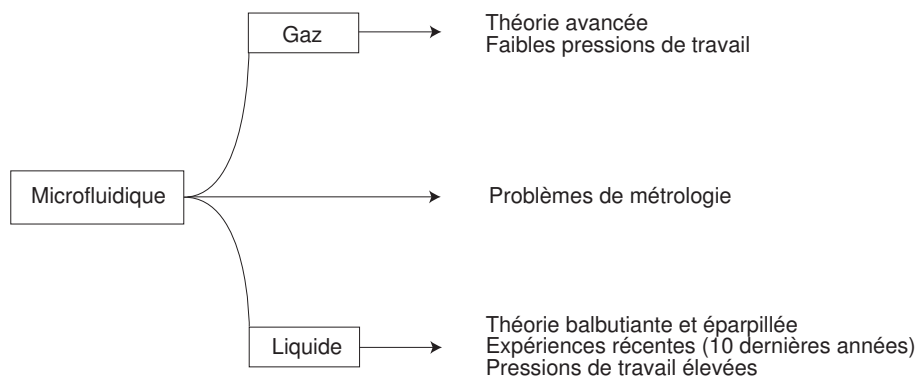 Gaz
Théorie avancée
Faibles pressions de travail
Microfluidique
Problèmes de métrologie
Liquide
Théorie balbutiante et éparpillée
Expériences récentes (10 dernières années)
Pressions de travail élevées